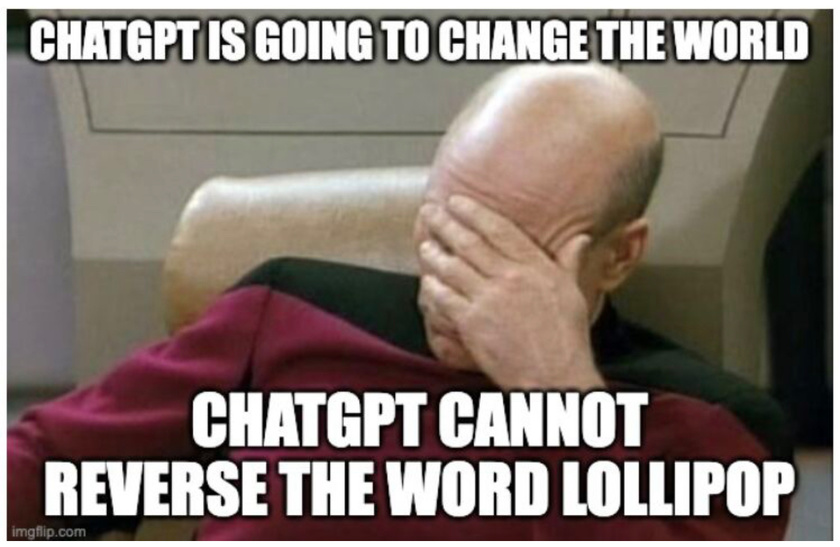 CHATGPT IS GOING TO CHANGE THE WORLD
CHATGPT CANNOT
REVERSE THE WORD LOLLIPOP
imgflip.com